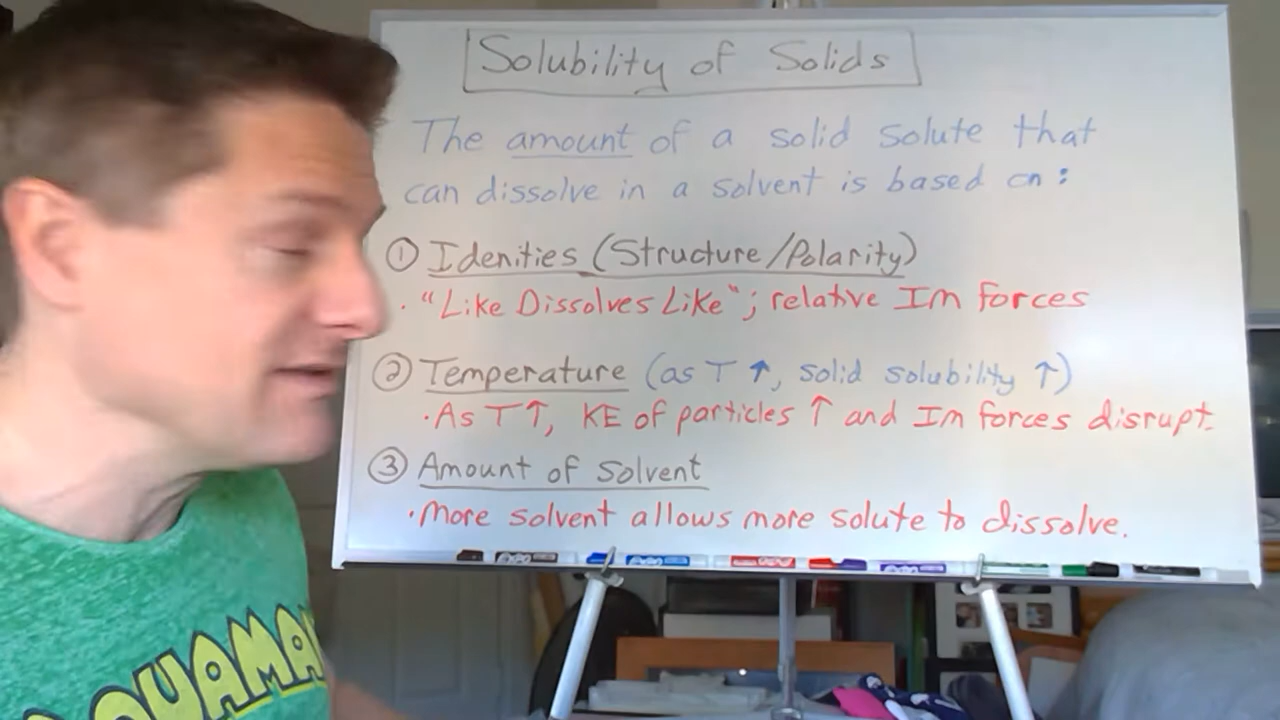 Solubility of Solids
The amount of a solid solute that
can dissolve in a solvent is based on:
① Idenities (Structure/Polarity)
· "Like Dissolves Like"; relative Im forces
② Temperature (as T ↑, solid solubility ↑)
· As T↑, KE of particles ↑ and Im forces disrupt.
③ Amount of Solvent
· More solvent allows more solute to dissolve.